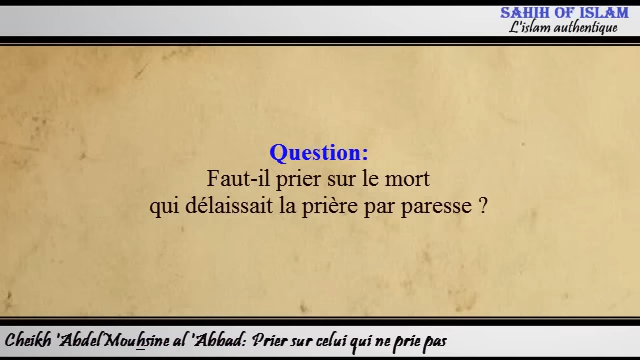 SAHIH OF ISLAM
L'islam authentique
Question:
Faut-il prier sur le mort
qui délaissait la prière par paresse ?
Cheikh 'Abdel Mouhsine al 'Abbad: Prier sur celui qui ne prie pas